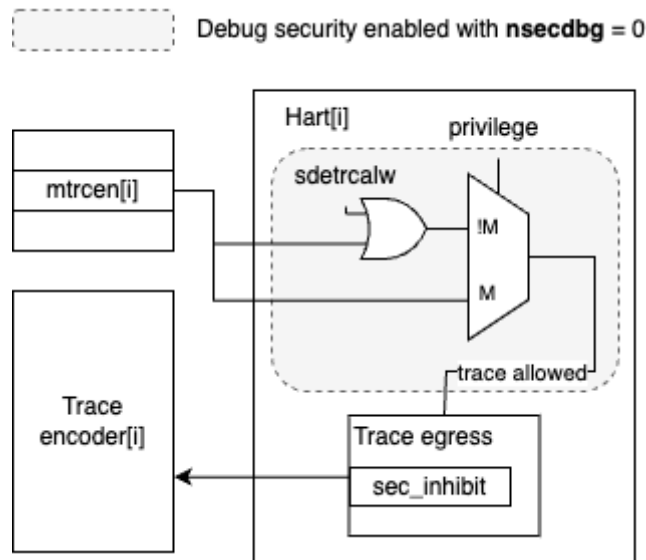 Debug security enabled with nsecdbg = 0
Hart[i]
privilege
mtrcen[i]
sdetrcalw
!M
M
trace allowed
Trace
encoder[i]
Trace egress
sec_inhibit